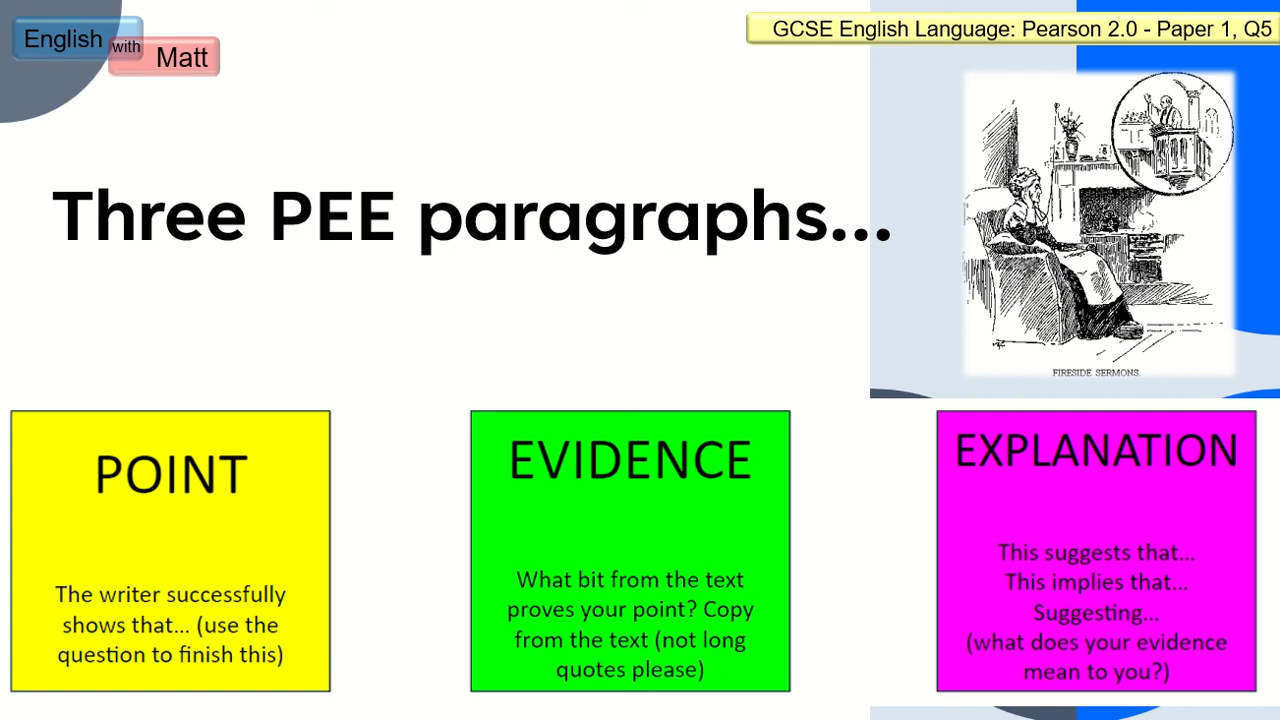 English with Matt
GCSE English Language: Pearson 2.0 - Paper 1, Q5
Three PEE paragraphs...
FIRESIDE SERMONS.
POINT
The writer successfully
shows that... (use the
question to finish this)
EVIDENCE
What bit from the text
proves your point? Copy
from the text (not long
quotes please)
EXPLANATION
This suggests that...
This implies that...
Suggesting...
(what does your evidence
mean to you?)